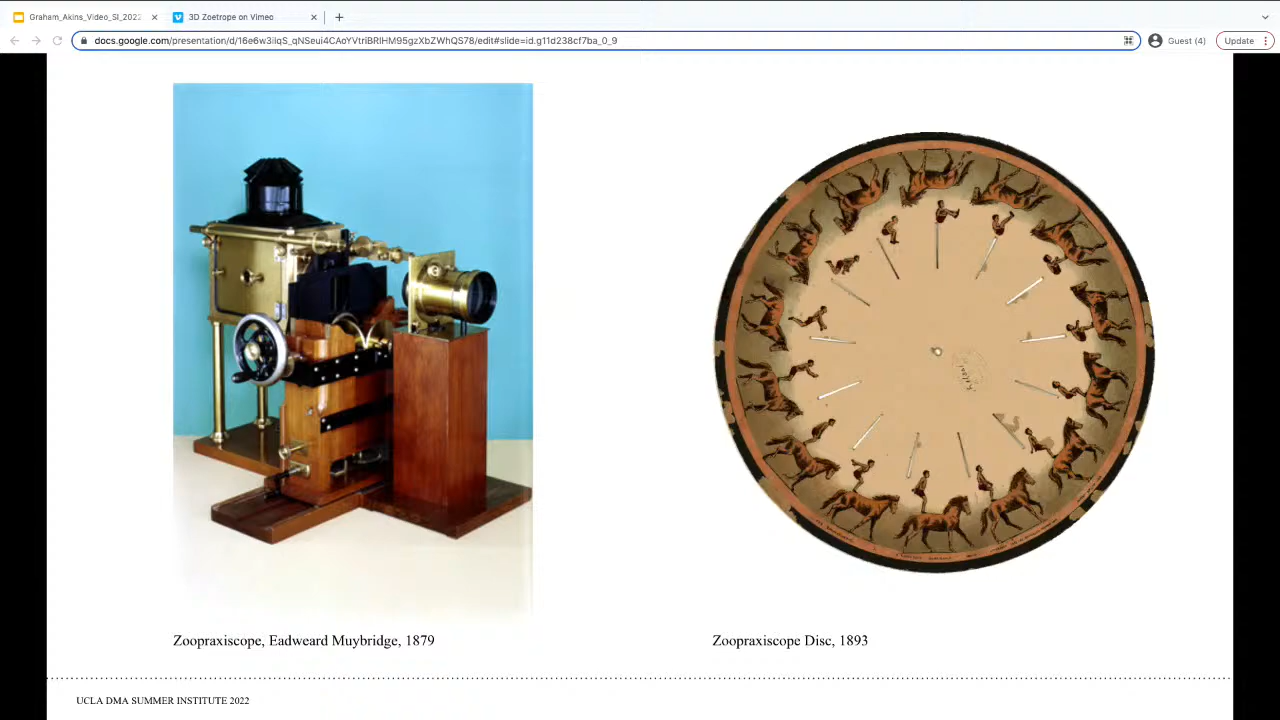 Graham_Akins_Video_SI_2022
3D Zoetrope on Vimeo
docs.google.com/presentation/d/16e6w3ilqS_qNSeui4CAoYVtriBRlHM95gzXbZWhQS78/edit#slide=id.g11d238cf7ba_0_9
Guest (4)
Update
Zoopraxiscope, Eadweard Muybridge, 1879
Zoopraxiscope Disc, 1893
UCLA DMA SUMMER INSTITUTE 2022